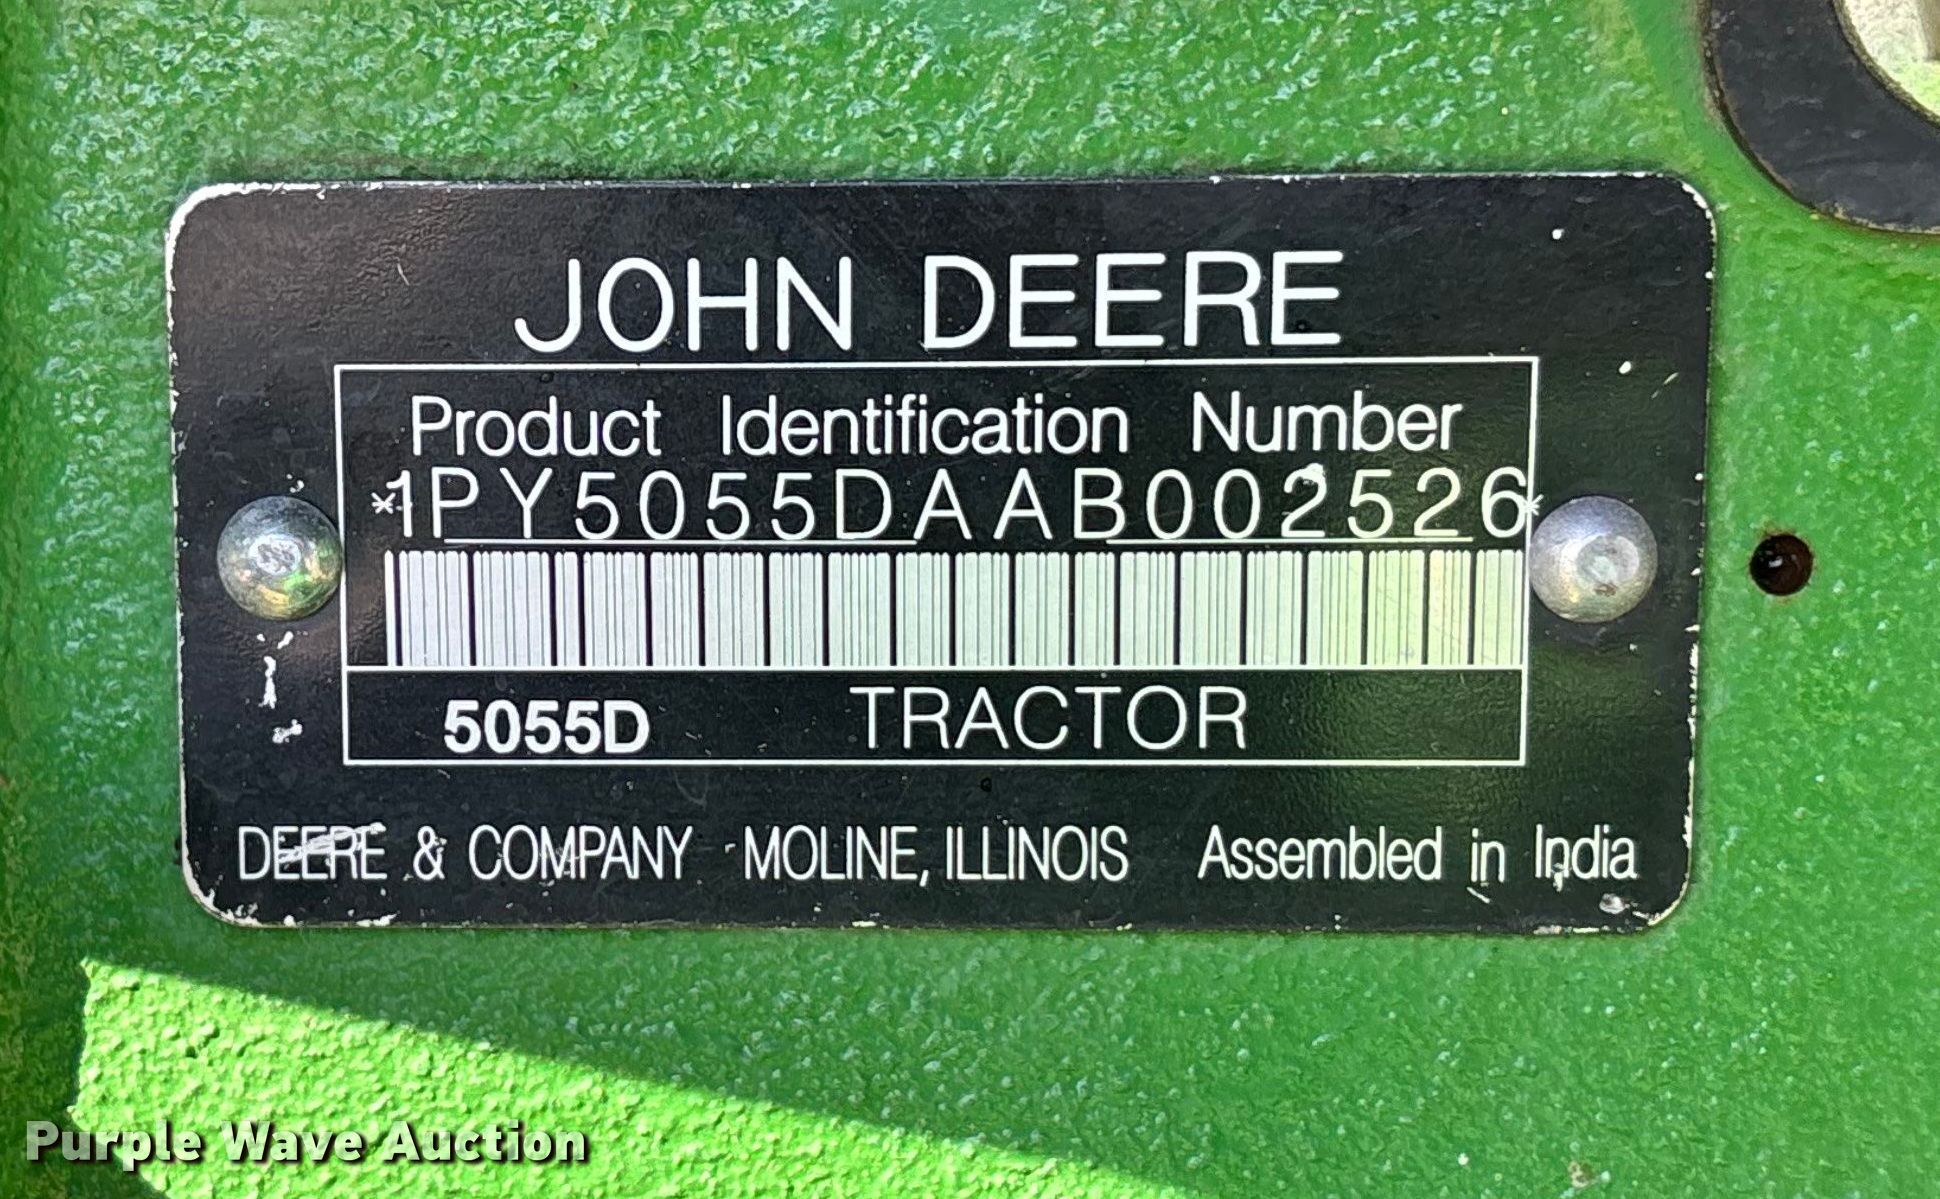 JOHN DEERE
Product Identification Number
*1PY5055DAAB002526*
5055D TRACTOR
DEERE & COMPANY MOLINE, ILLINOIS Assembled in India
Purple Wave Auction